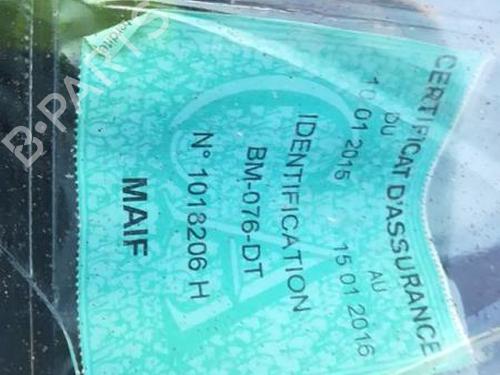 CERTIFICAT D'ASSURANCE
DU AU
10 01 2015 15 01 2016
IDENTIFICATION
BM-076-DT
N° 1018206 H
MAIF
B-PARTS